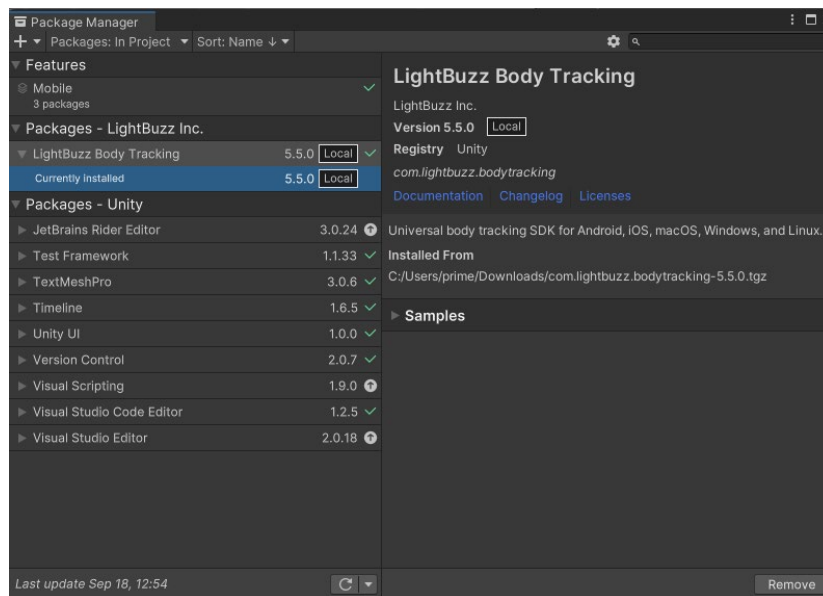 Package Manager
Packages: In Project Sort: Name ↓
Features
Mobile
3 packages
Packages - LightBuzz Inc.
LightBuzz Body Tracking 5.5.0 Local
Currently installed 5.5.0 Local
Packages - Unity
JetBrains Rider Editor 3.0.24
Test Framework 1.1.33
TextMeshPro 3.0.6
Timeline 1.6.5
Unity UI 1.0.0
Version Control 2.0.7
Visual Scripting 1.9.0
Visual Studio Code Editor 1.2.5
Visual Studio Editor 2.0.18
Last update Sep 18, 12:54
LightBuzz Body Tracking
LightBuzz Inc.
Version 5.5.0 Local
Registry Unity
com.lightbuzz.bodytracking
Documentation Changelog Licenses
Universal body tracking SDK for Android, iOS, macOS, Windows, and Linux.
Installed From
C:/Users/prime/Downloads/com.lightbuzz.bodytracking-5.5.0.tgz
Samples
Remove